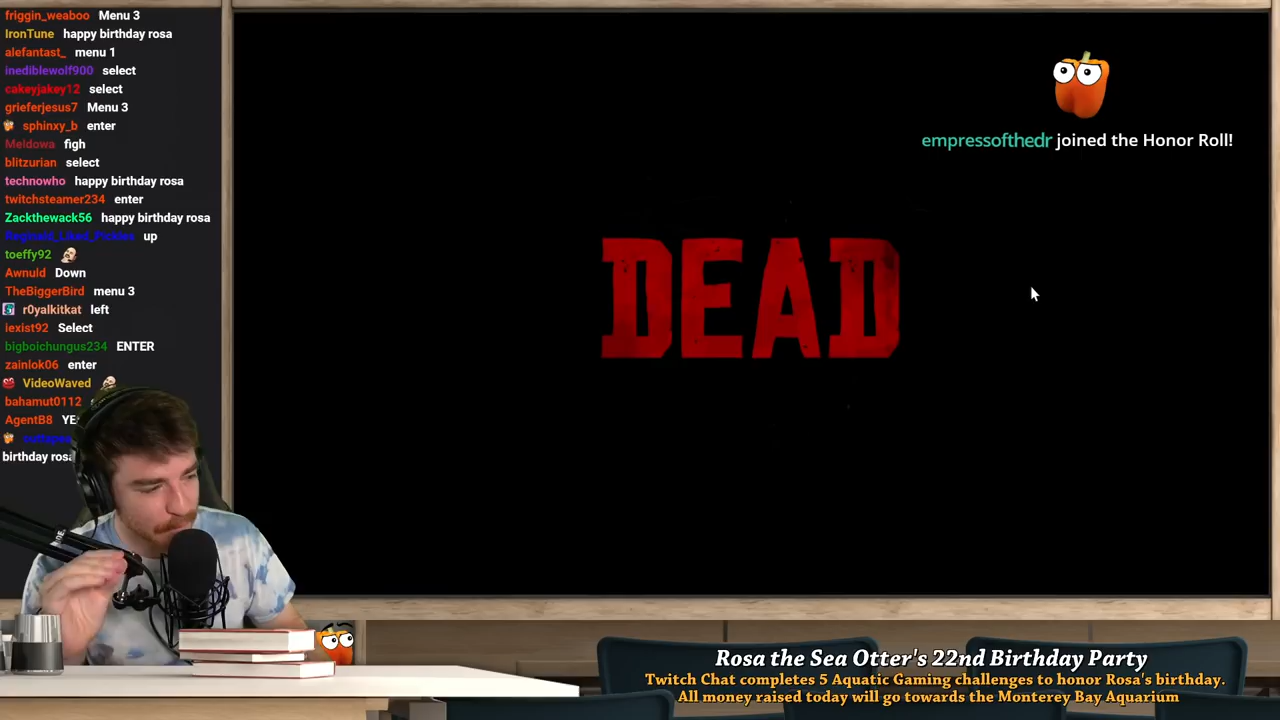 friggin_weaboo Menu 3
IronTune happy birthday rosa
alefantast_ menu 1
inediblewolf900 select
cakeyjakey12 select
grieferjesus7 Menu 3
sphinxy_b enter
Meldowa figh
blitzurian select
technowho happy birthday rosa
twitchsteamer234 enter
Zackthewack56 happy birthday rosa
Reginald_Liked_Pickles up
toeffy92
Awnuld Down
TheBiggerBird menu 3
r0yalkitkat left
iexist92 Select
bigboichungus234 ENTER
zainlok06 enter
VideoWaved
bahamut0112
AgentB8
birthday rosa
DEAD
empressofthedr joined the Honor Roll!
Rosa the Sea Otter's 22nd Birthday Party
Twitch Chat completes 5 Aquatic Gaming challenges to honor Rosa's birthday.
All money raised today will go towards the Monterey Bay Aquarium